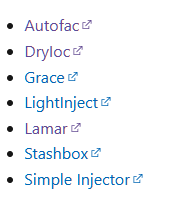 Autofac
DryIoc
Grace
LightInject
Lamar
Stashbox
Simple Injector